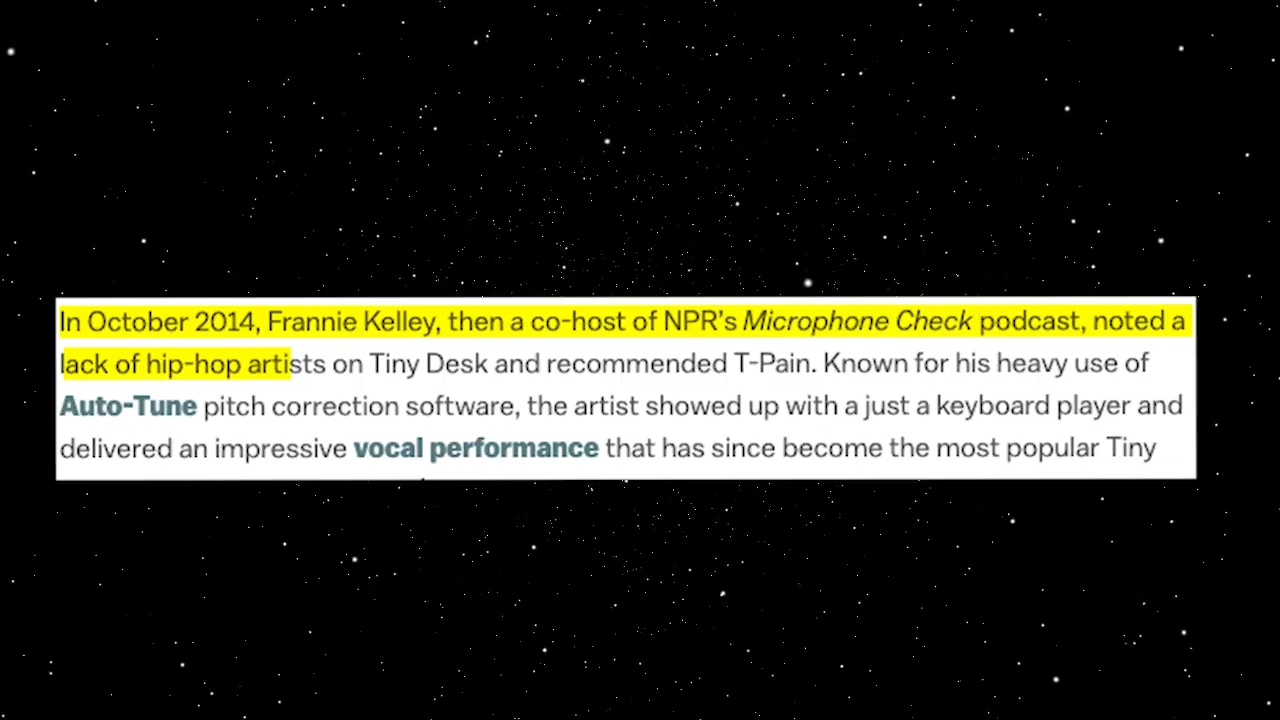 In October 2014, Frannie Kelley, then a co-host of NPR's Microphone Check podcast, noted a
lack of hip-hop artists on Tiny Desk and recommended T-Pain. Known for his heavy use of
Auto-Tune pitch correction software, the artist showed up with a just a keyboard player and
delivered an impressive vocal performance that has since become the most popular Tiny